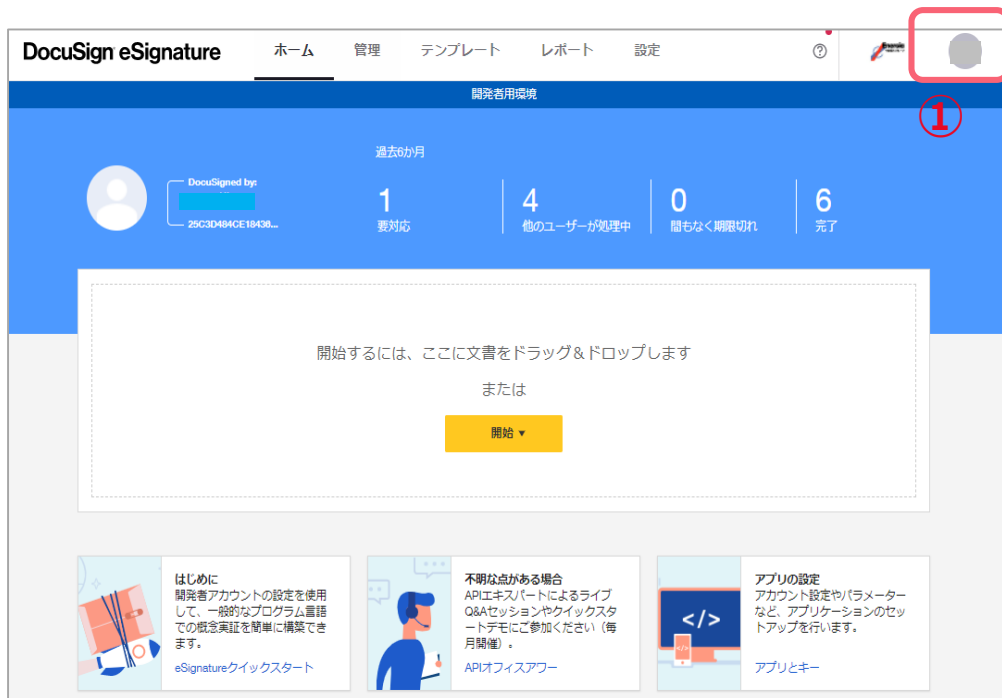 DocuSign eSignature ホーム 管理 テンプレート レポート 設定
①
開発者用環境
過去6か月
DocuSigned by:
25C3D484CE18438...
1
要対応
4
他のユーザーが処理中
0
間もなく期限切れ
6
完了
開始するには、ここに文書をドラッグ＆ドロップします
または
開始 ▼
はじめに
開発者アカウントの設定を使用
して、一般的なプログラム言語
での概念実証を簡単に構築でき
ます。
eSignatureクイックスタート
不明な点がある場合
APIエキスパートによるライブ
Q&Aセッションやクイックスタ
ートデモにご参加ください（毎
月開催）。
APIオフィスアワー
</>
アプリの設定
アカウント設定やパラメーター
など、アプリケーションのセッ
トアップを行います。
アプリとキー